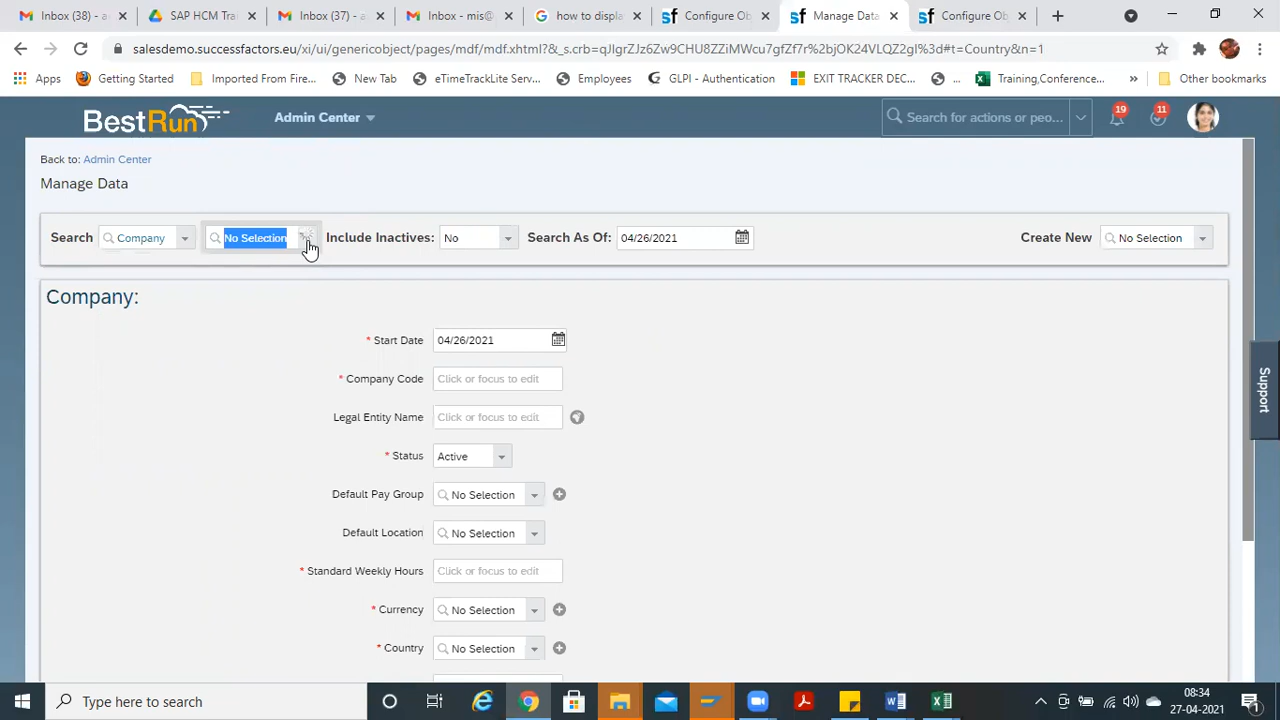 Inbox (38) - a
SAP HCM Tra
Inbox (37) - a
Inbox - mis@
how to displa
Configure Ob
Manage Data
Configure Ob
salesdemo.successfactors.eu/xi/ui/genericobject/pages/mdf/mdf.xhtml?&_s.crb=qJIgrJz6Zw9CHU8ZZiMWcu7gfZf7r%2bjOK24VLQZ2gI%3d#t=Country&n=1
Apps
Getting Started
Imported From Fire...
New Tab
eTimeTrackLite Serv...
Employees
GLPI - Authentication
EXIT TRACKER DEC...
...
Training,Conference...
»
Other bookmarks
BestRun
Admin Center
Search for actions or peo...
19
11
Back to: Admin Center
Manage Data
Search
Company
No Selection
Include Inactives:
No
Search As Of:
04/26/2021
Create New
No Selection
Company:
* Start Date
04/26/2021
* Company Code
Click or focus to edit
Legal Entity Name
Click or focus to edit
* Status
Active
Default Pay Group
No Selection
Default Location
No Selection
* Standard Weekly Hours
Click or focus to edit
* Currency
No Selection
* Country
No Selection
Support
Type here to search
08:34
27-04-2021
1